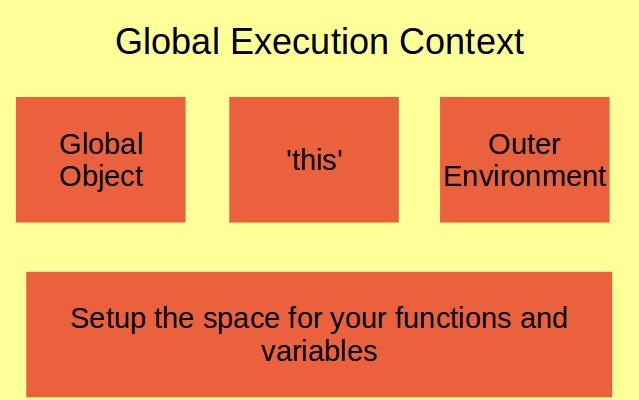 Global Execution Context
Global
Object
'this'
Outer
Environment
Setup the space for your functions and
variables